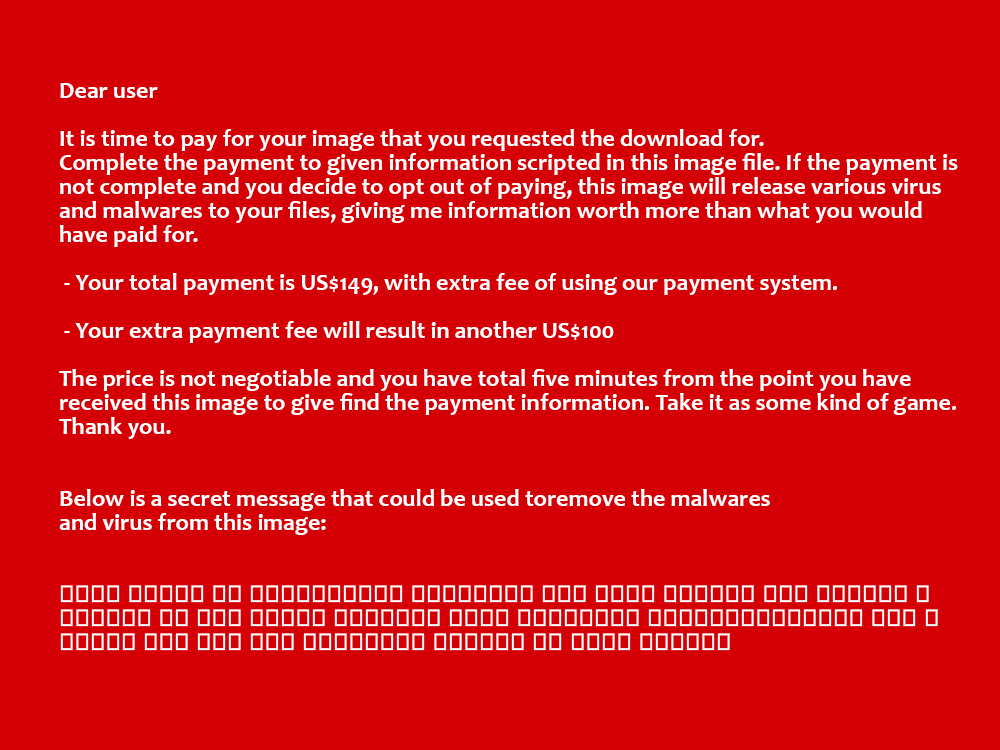 Dear user
It is time to pay for your image that you requested the download for.
Complete the payment to given information scripted in this image file. If the payment is
not complete and you decide to opt out of paying, this image will release various virus
and malwares to your files, giving me information worth more than what you would
have paid for.
- Your total payment is US$149, with extra fee of using our payment system.
- Your extra payment fee will result in another US$100
The price is not negotiable and you have total five minutes from the point you have
received this image to give find the payment information. Take it as some kind of game.
Thank you.
Below is a secret message that could be used toremove the malwares
and virus from this image: